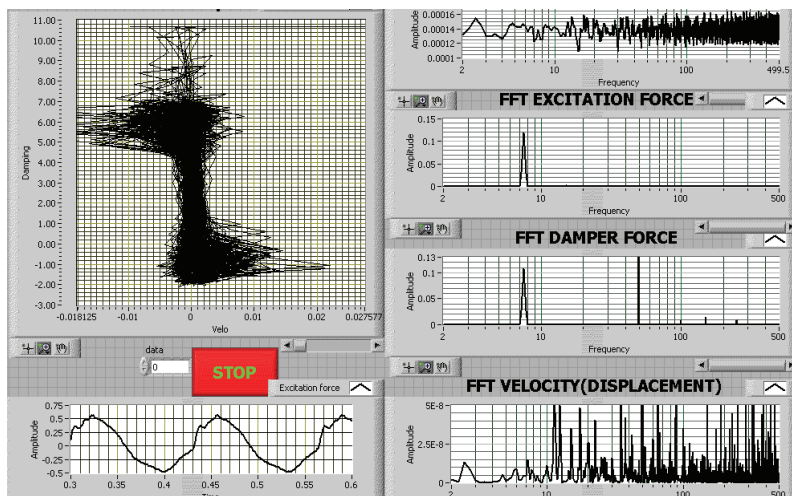 11.00
10.00
9.00
8.00
7.00
6.00
5.00
4.00
3.00
2.00
1.00
0.00
-1.00
-2.00
-3.00
Damping
-0.018125 -0.01 0 0.01 0.02 0.027577
Velo
data
0
STOP
Excitation force
0.75
0.5
0.25
0
-0.25
-0.5
Amplitude
0.3 0.35 0.4 0.45 0.5 0.55 0.6
Time
0.00016
0.00014
0.00012
0.0001
Amplitude
2 10 100 499.5
Frequency
FFT EXCITATION FORCE
0.15
0.1
0.05
0
Amplitude
2 10 100 500
Frequency
FFT DAMPER FORCE
0.13
0.1
0.05
0
Amplitude
2 10 100 500
Frequency
FFT VELOCITY(DISPLACEMENT)
5E-8
2.5E-8
0
Amplitude
2 10 100 500